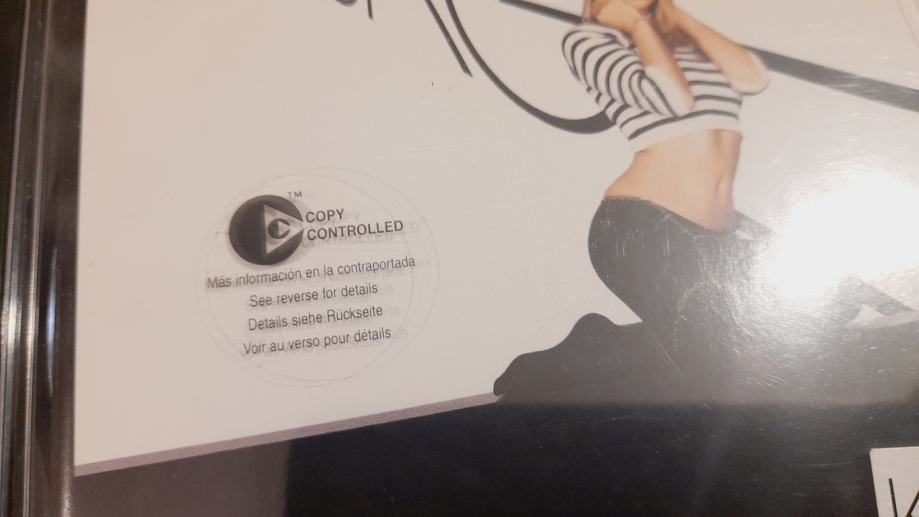 COPY
CONTROLLED
TM
Más información en la contraportada
See reverse for details
Details siehe Rückseite
Voir au verso pour détails